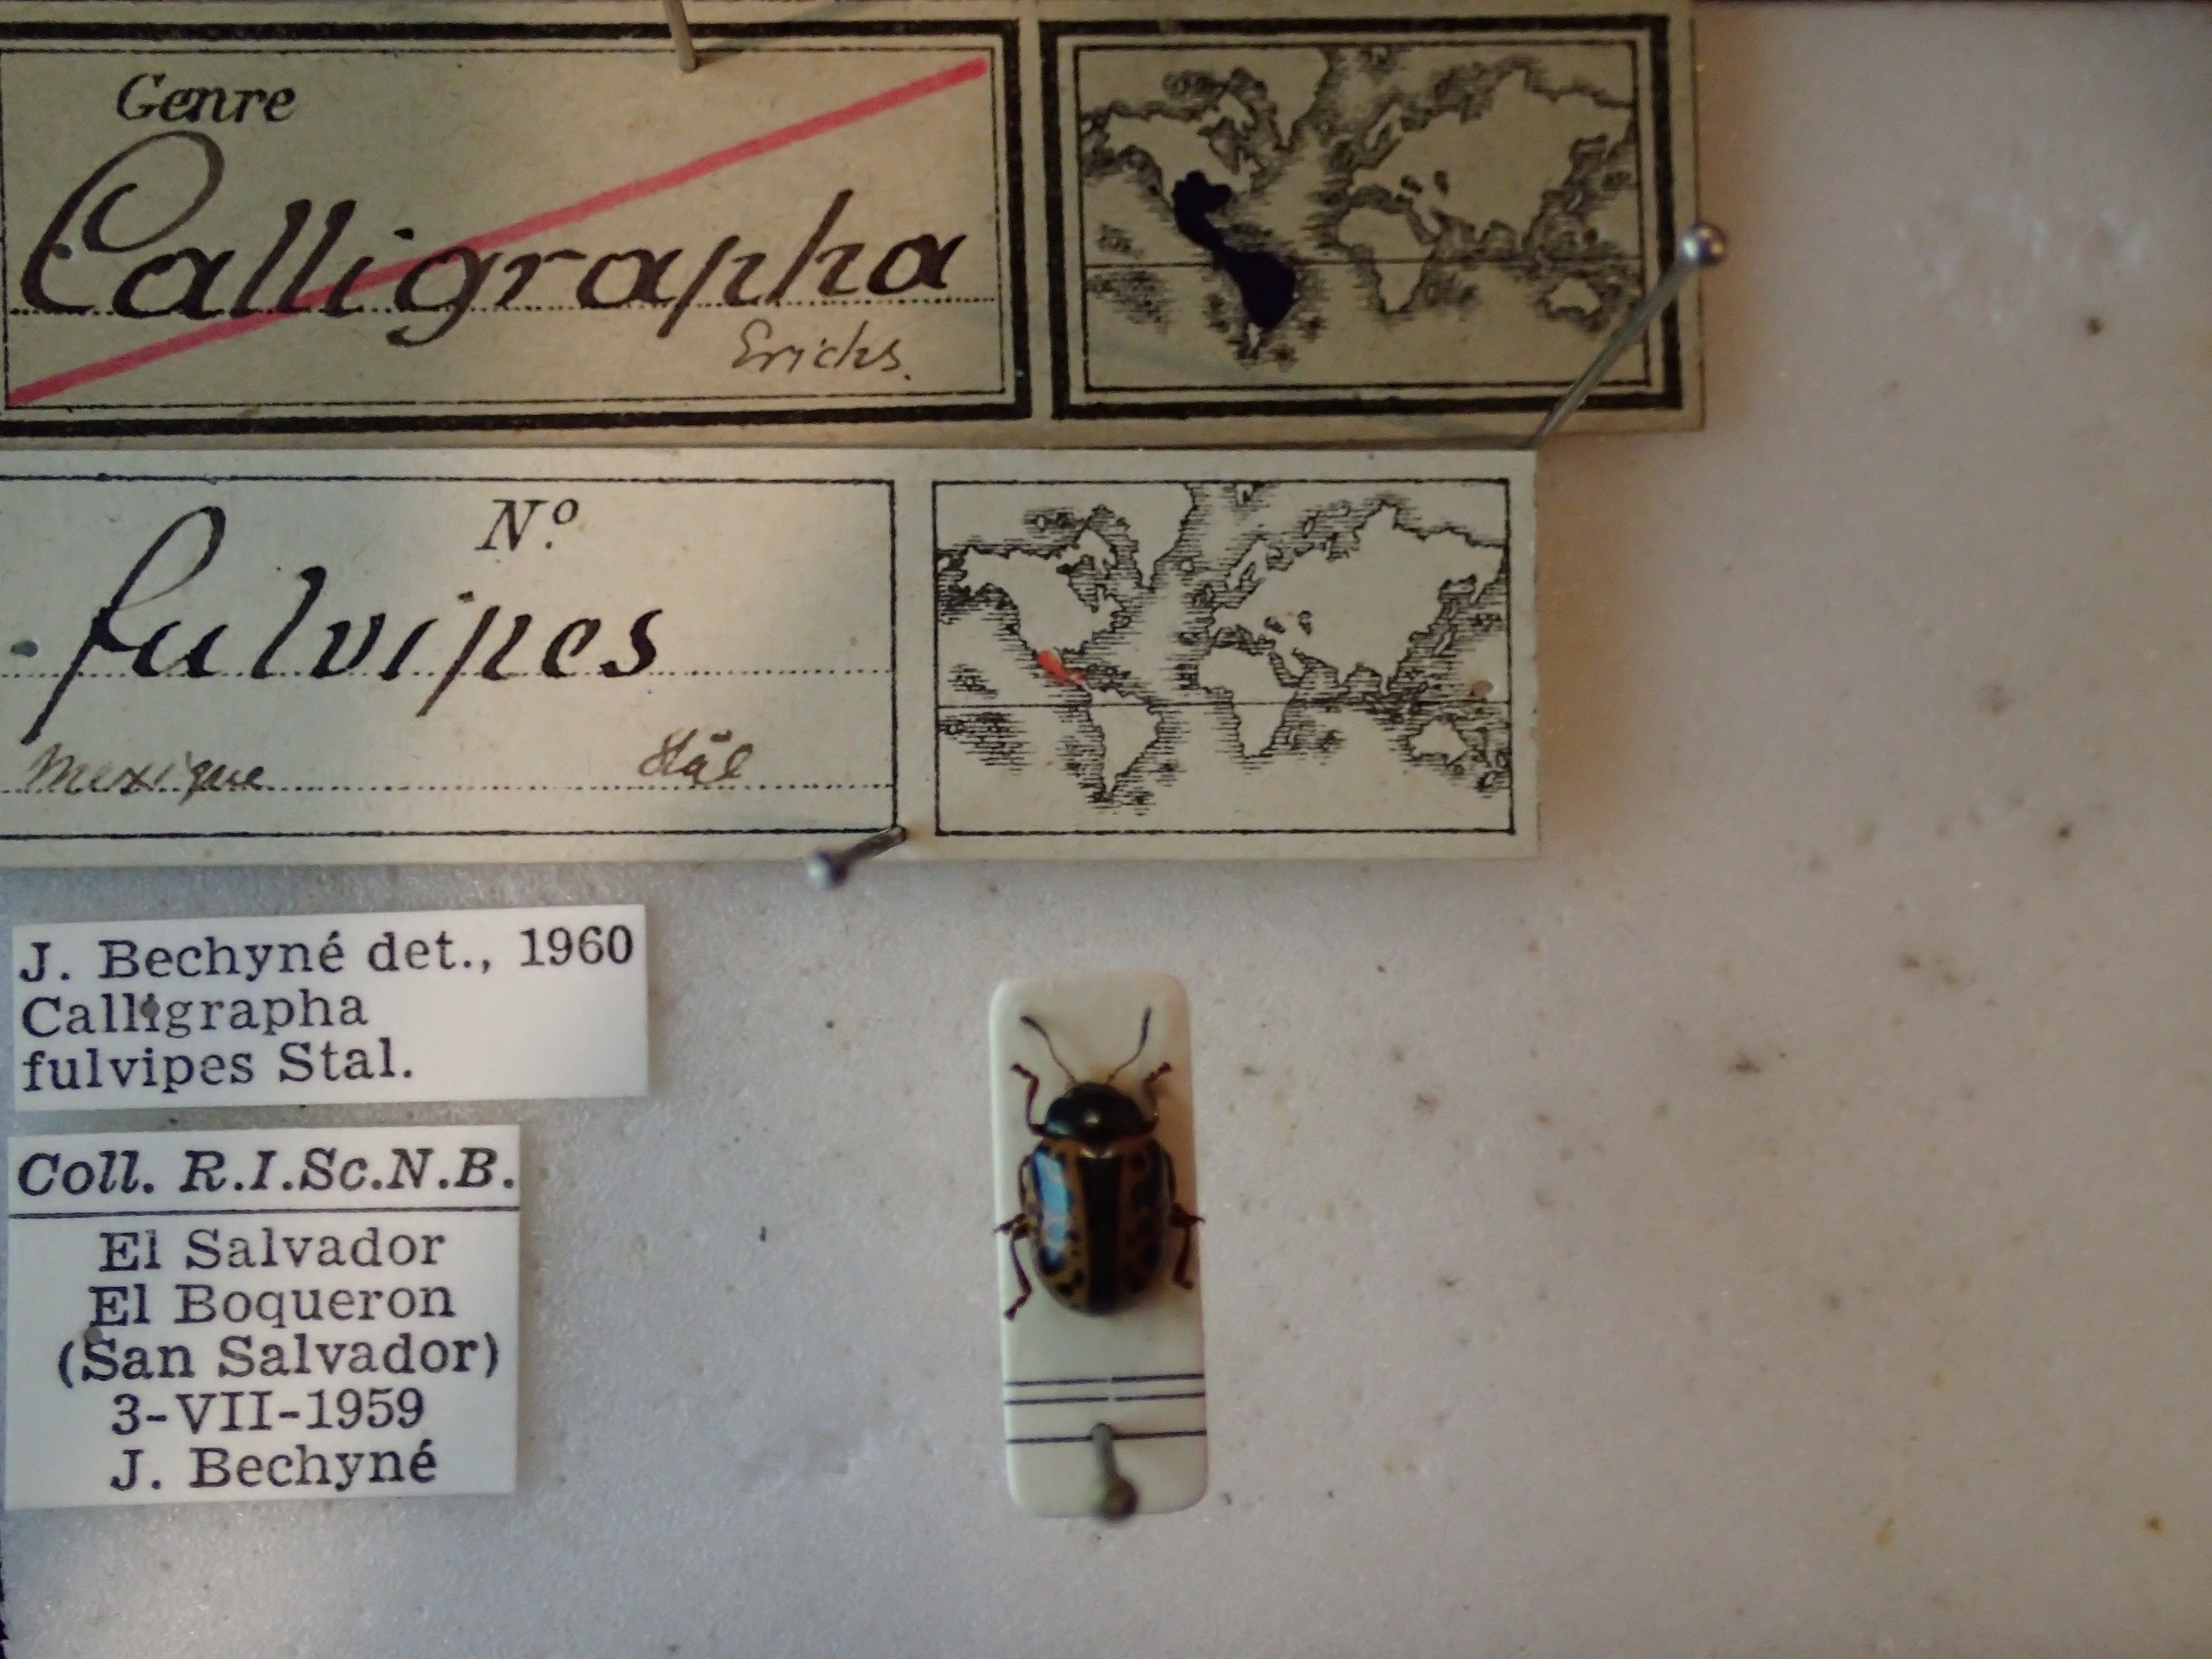 Genre
Calligrapha
Erichs.
N.º
fulvipes
Mexique Stål
J. Bechyné det., 1960
Calligrapha
fulvipes Stal.
Coll. R.I.Sc.N.B.
El Salvador
El Boqueron
(San Salvador)
3-VII-1959
J. Bechyné